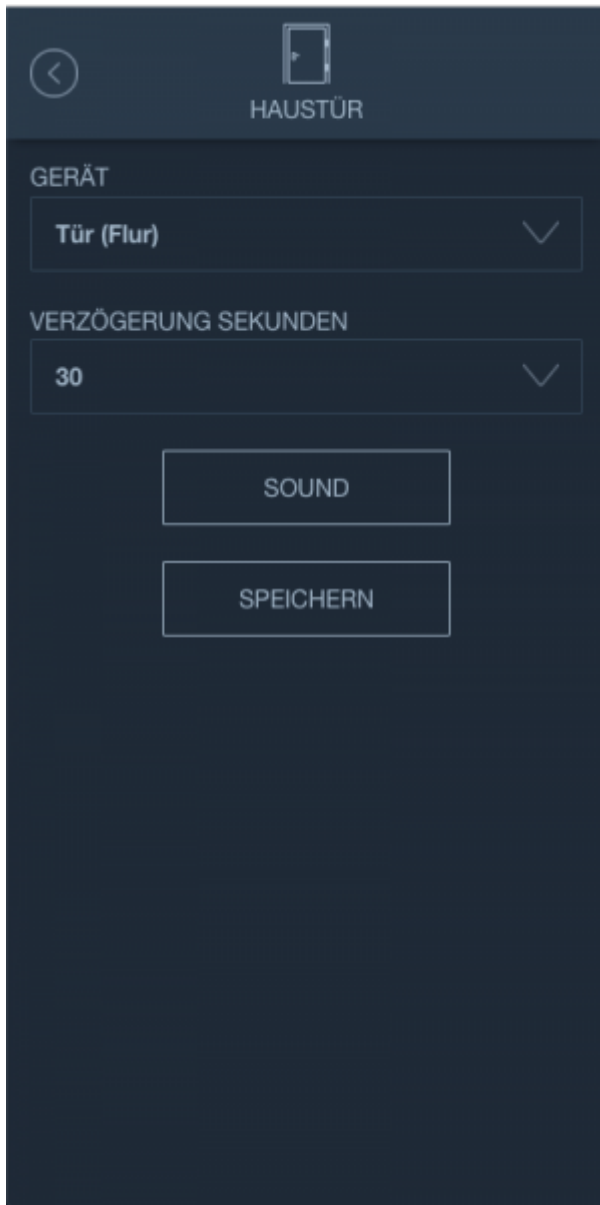 HAUSTÜR
GERÄT
Tür (Flur)
VERZÖGERUNG SEKUNDEN
30
SOUND
SPEICHERN